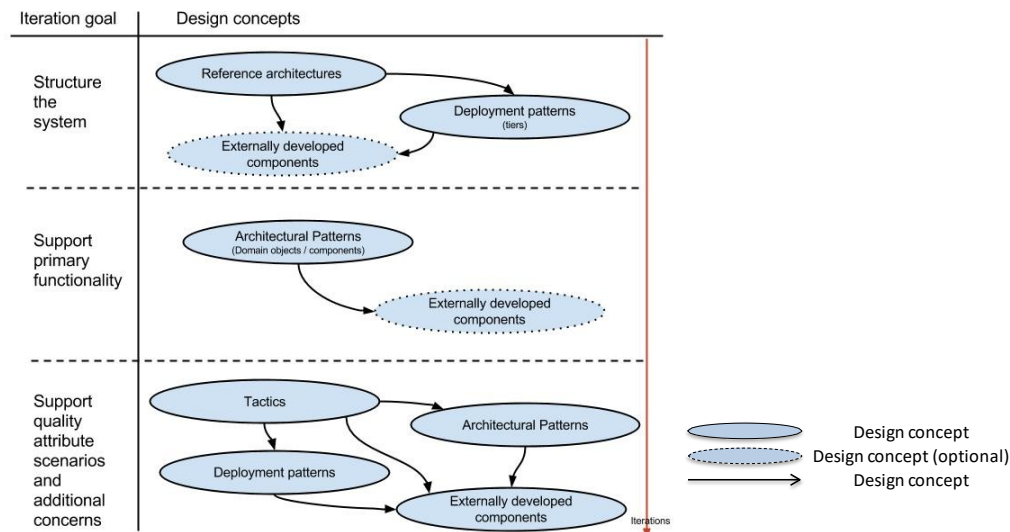 Iteration goal
Design concepts
Structure
the
system
Reference architectures
Deployment patterns
(tiers)
Externally developed
components
Support
primary
functionality
Architectural Patterns
(Domain objects / components)
Externally developed
components
Support
quality
attribute
scenarios
and
additional
concerns
Tactics
Architectural Patterns
Deployment patterns
Externally developed
components
Iterations
Design concept
Design concept (optional)
Design concept